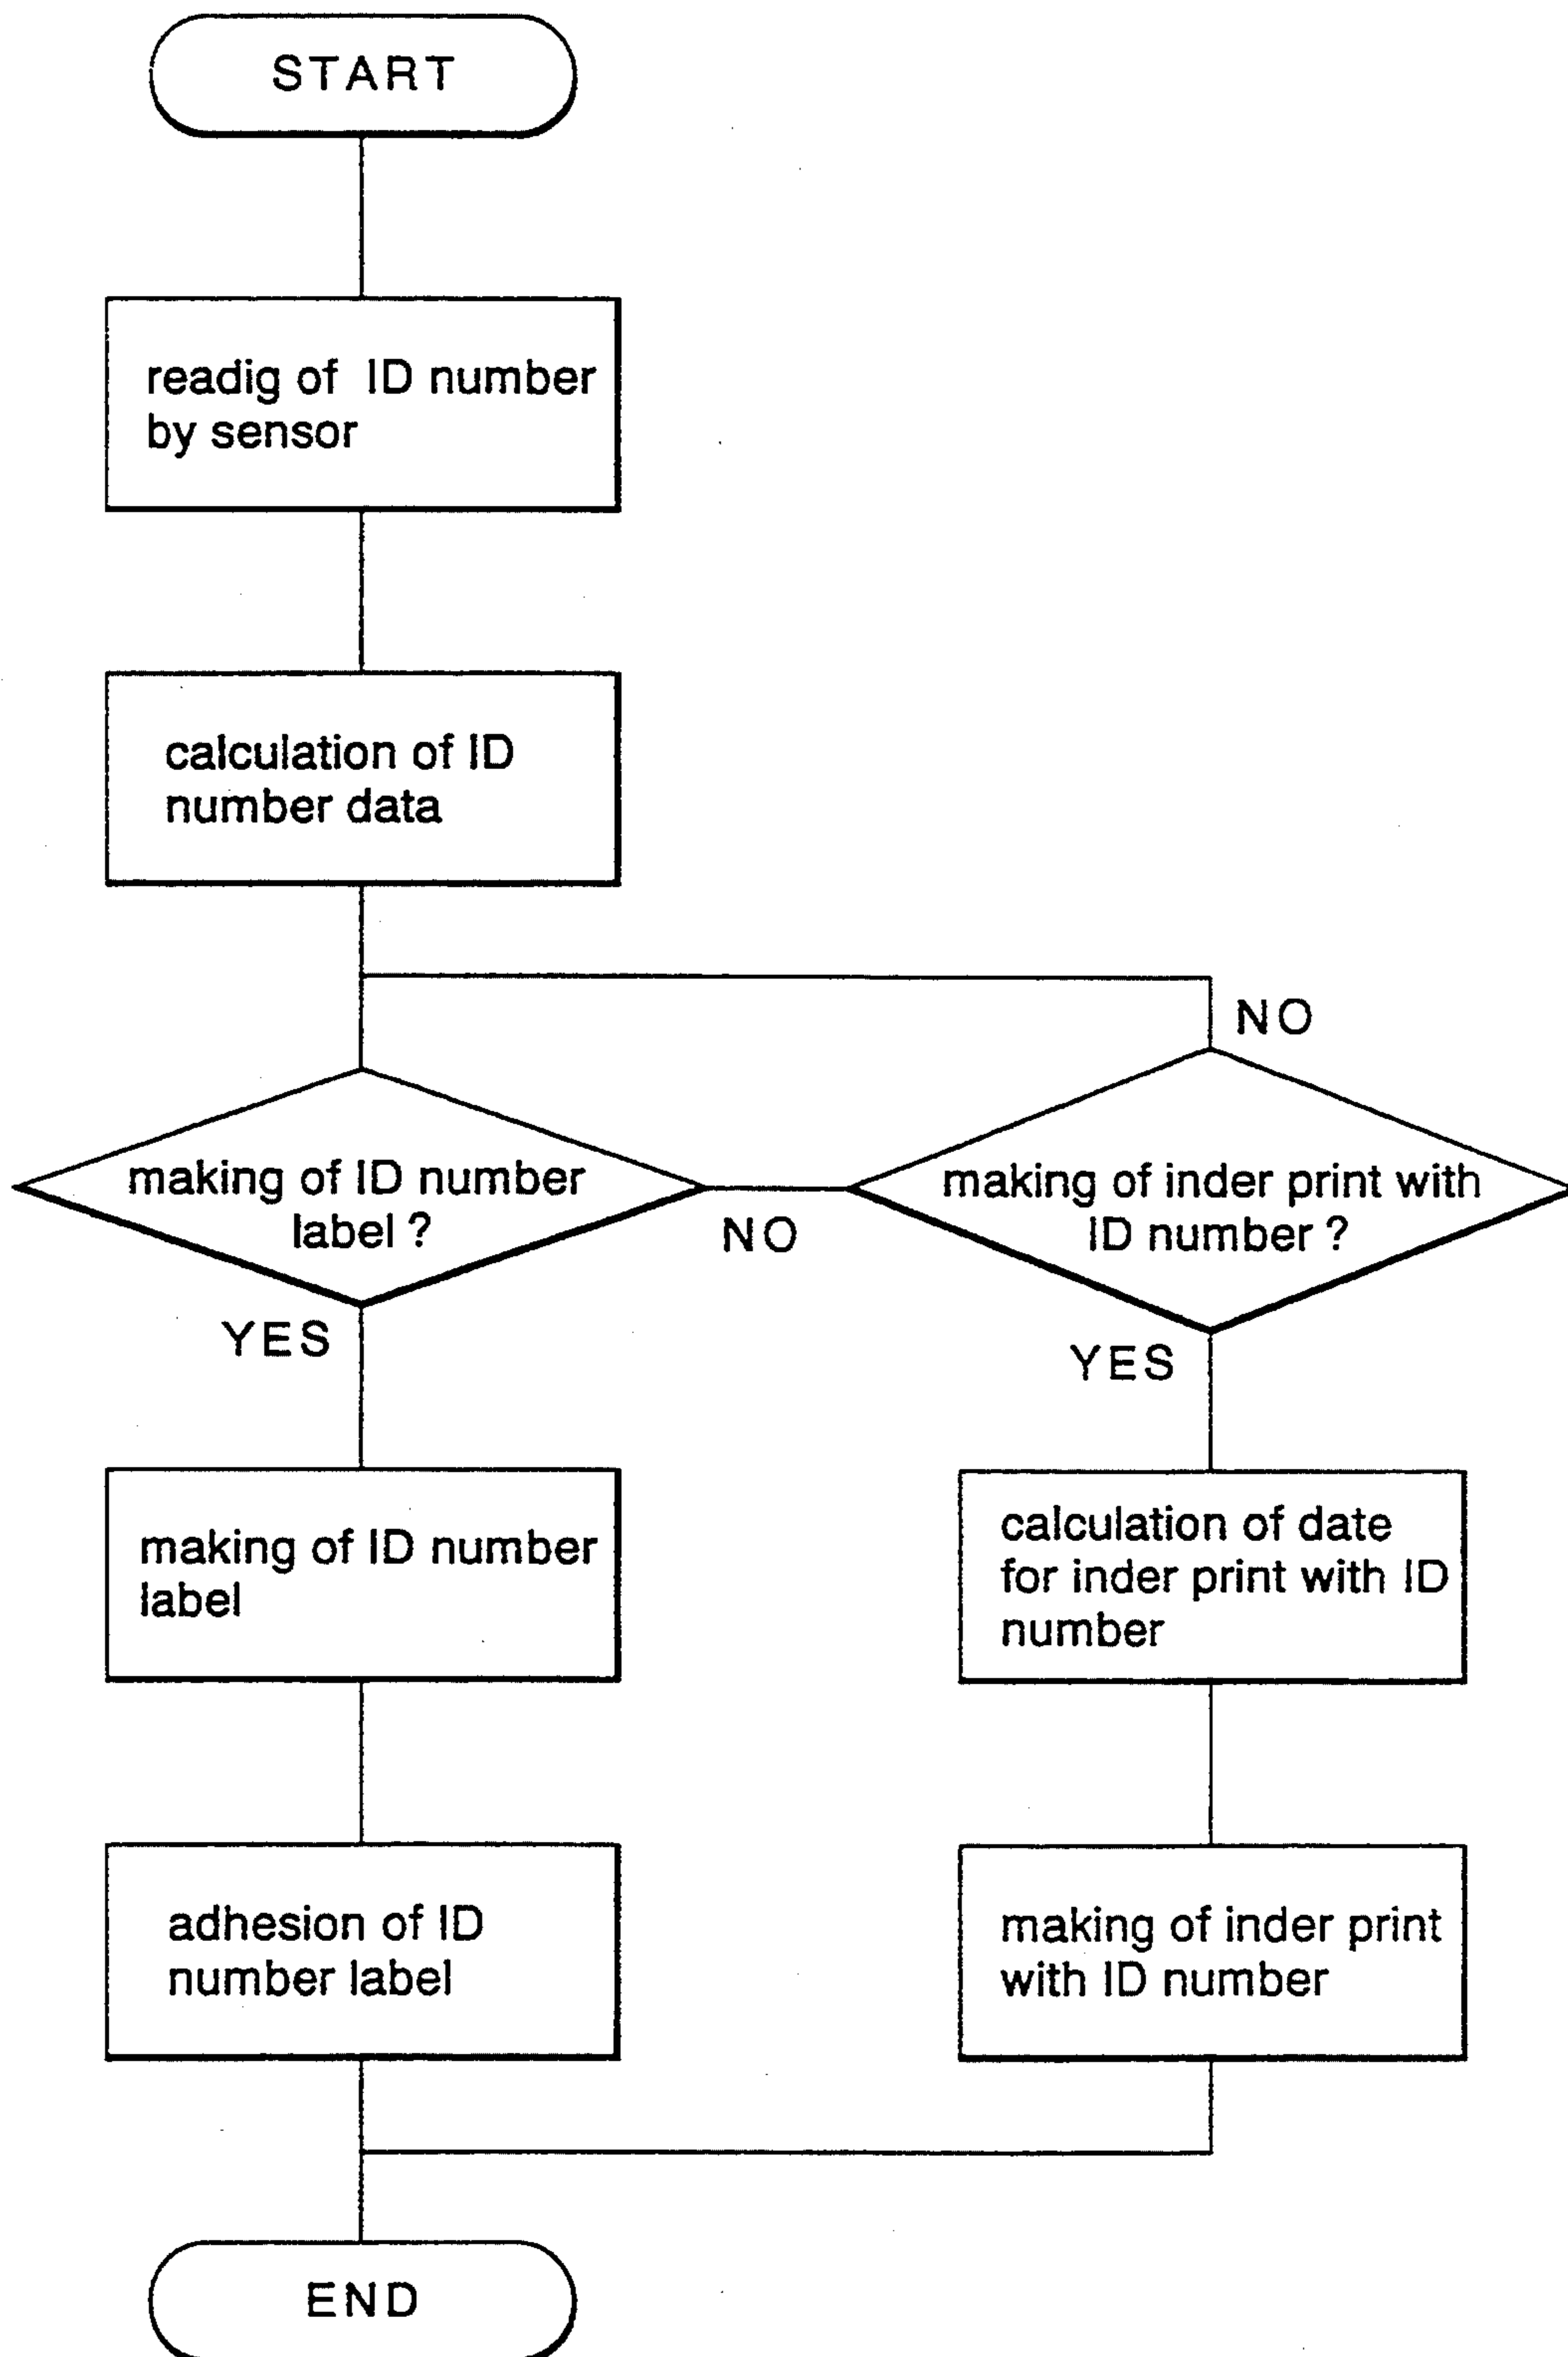 START
readig of ID number
by sensor
calculation of ID
number data
NO
making of ID number
label ?
NO
making of inder print with
ID number ?
YES
YES
making of ID number
label
calculation of date
for inder print with ID
number
adhesion of ID
number label
making of inder print
with ID number
END